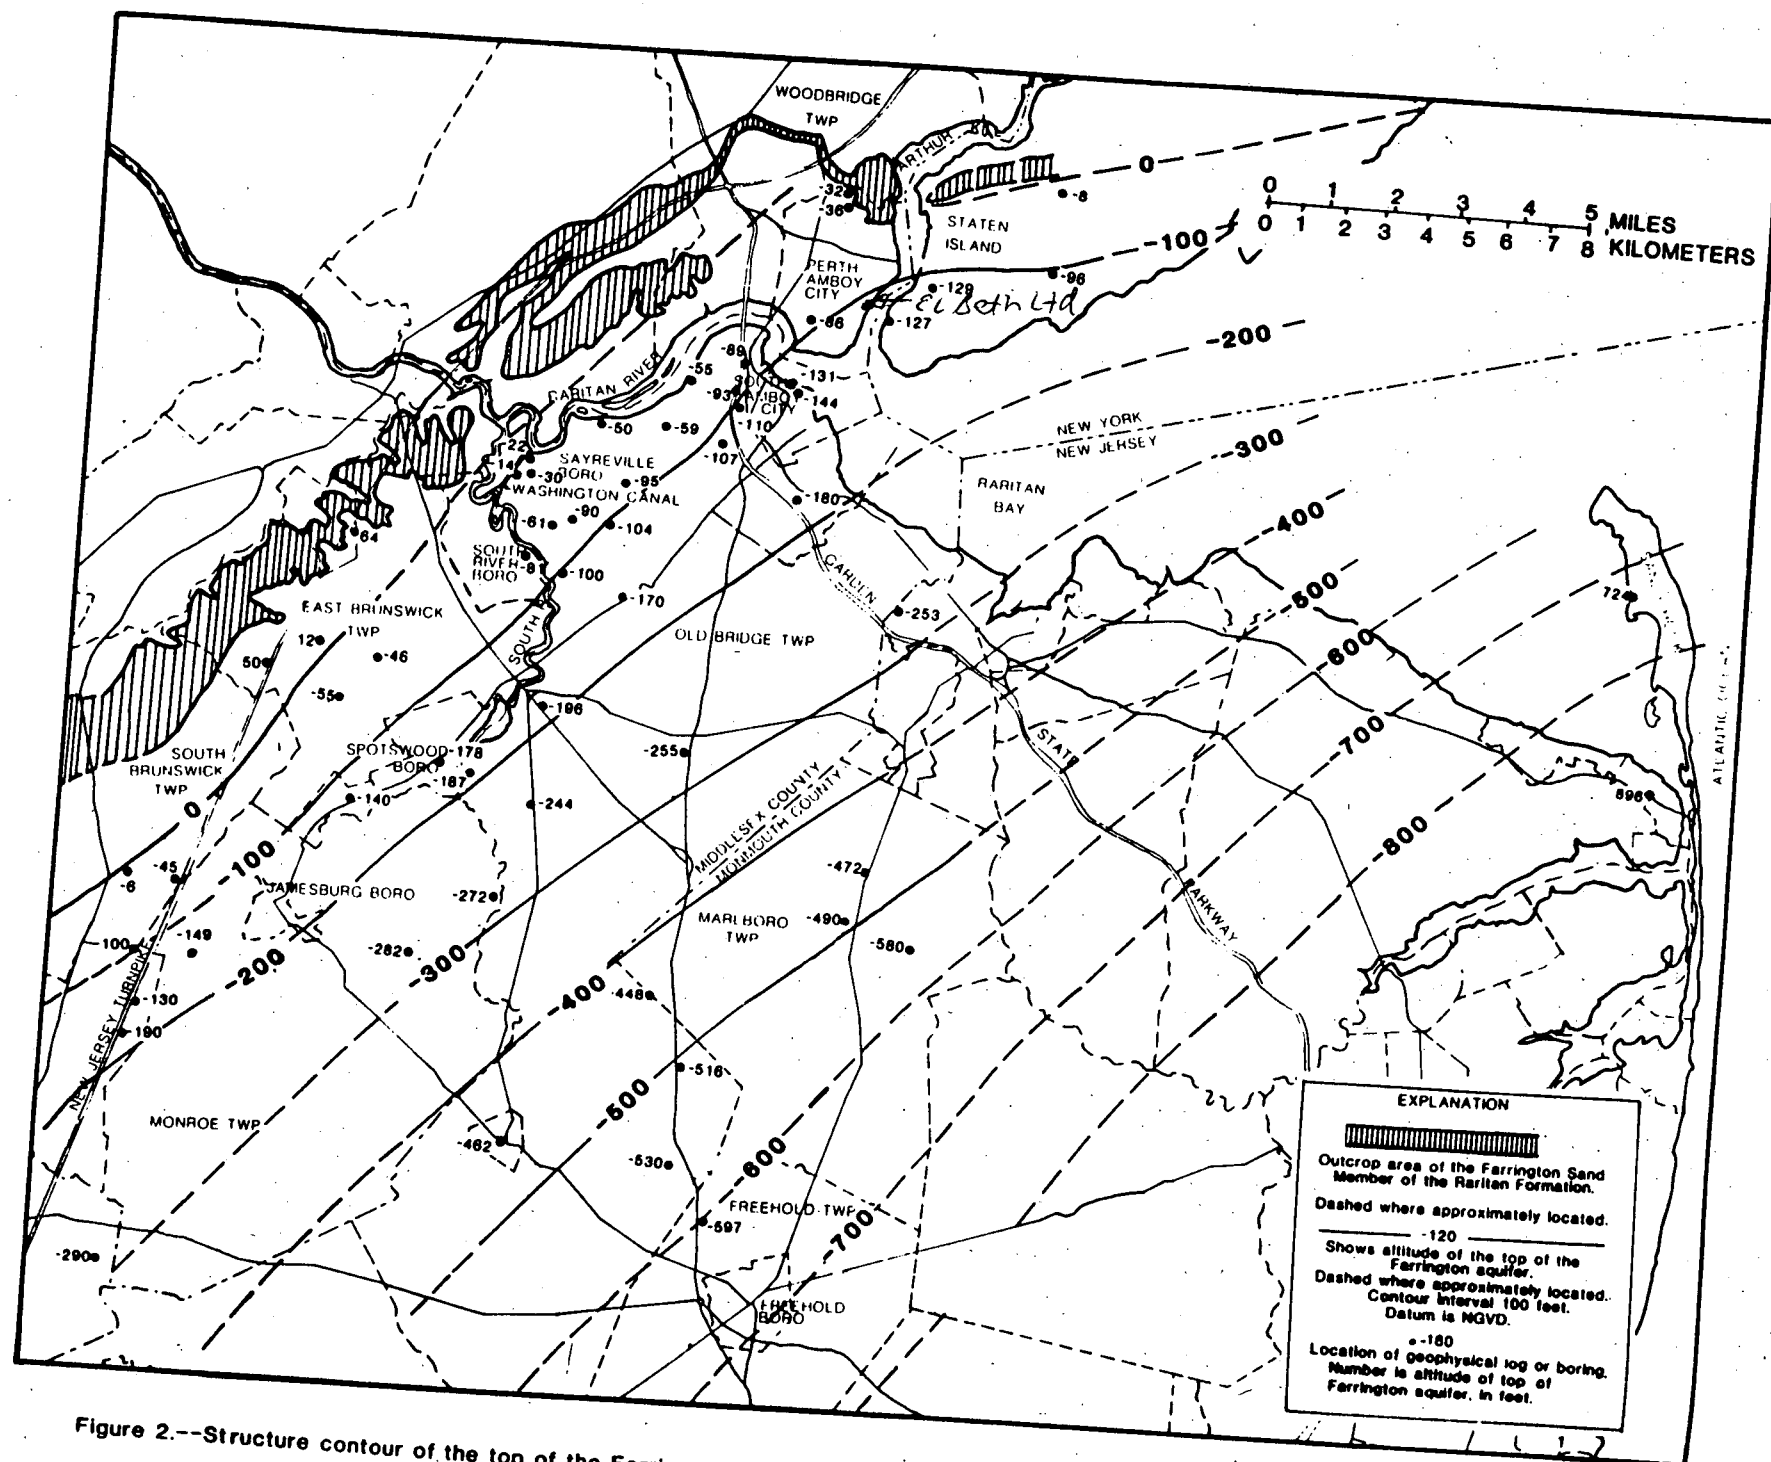 WOODBRIDGE
TWP
ARTHUR
0
-32
-36
-8
STATEN
ISLAND
-100
0 1 2 3 4 5 MILES
0 1 2 3 4 5 6 7 8 KILOMETERS
PERTH
AMBOY
CITY
-96
-129
El Beth Ltd
-86
-127
-200
-89
RARITAN RIVER
-55
-131
-93
-144
CITY
-110
NEW YORK
NEW JERSEY
-50
-59
-107
-300
22
14
-30
SAYREVILLE
BORO
-95
WASHINGTON CANAL
-180
RARITAN
BAY
-61
-90
-104
-400
64
SOUTH
RIVER
BORO
-81
-100
GARDEN
-500
-170
-253
724
EAST BRUNSWICK
TWP
12
-46
50
SOUTH
OLD BRIDGE TWP
-600
-55
-196
-700
SOUTH
BRUNSWICK
TWP
SPOTSWOOD
BORO
-178
-187
-255
STATE
ATLANTIC OCEAN
-140
-244
MIDDLESEX COUNTY
MONMOUTH COUNTY
896
0
-100
-800
-6
-45
JAMESBURG BORO
-272
-472
PARKWAY
MARLBORO
TWP
-490
-580
-100
-149
-282
-200
-300
-400
-448
NEW JERSEY TURNPIKE
-130
-190
-516
-500
MONROE TWP
-462
-530
-600
FREEHOLD TWP
-597
-700
-290
FREEHOLD
BORO
EXPLANATION
Outcrop area of the Farrington Sand
Member of the Raritan Formation.
Dashed where approximately located.
-120
Shows altitude of the top of the
Farrington aquifer.
Dashed where approximately located.
Contour interval 100 feet.
Datum is NGVD.
-180
Location of geophysical log or boring.
Number is altitude of top of
Farrington aquifer, in feet.
Figure 2.--Structure contour of the top of the